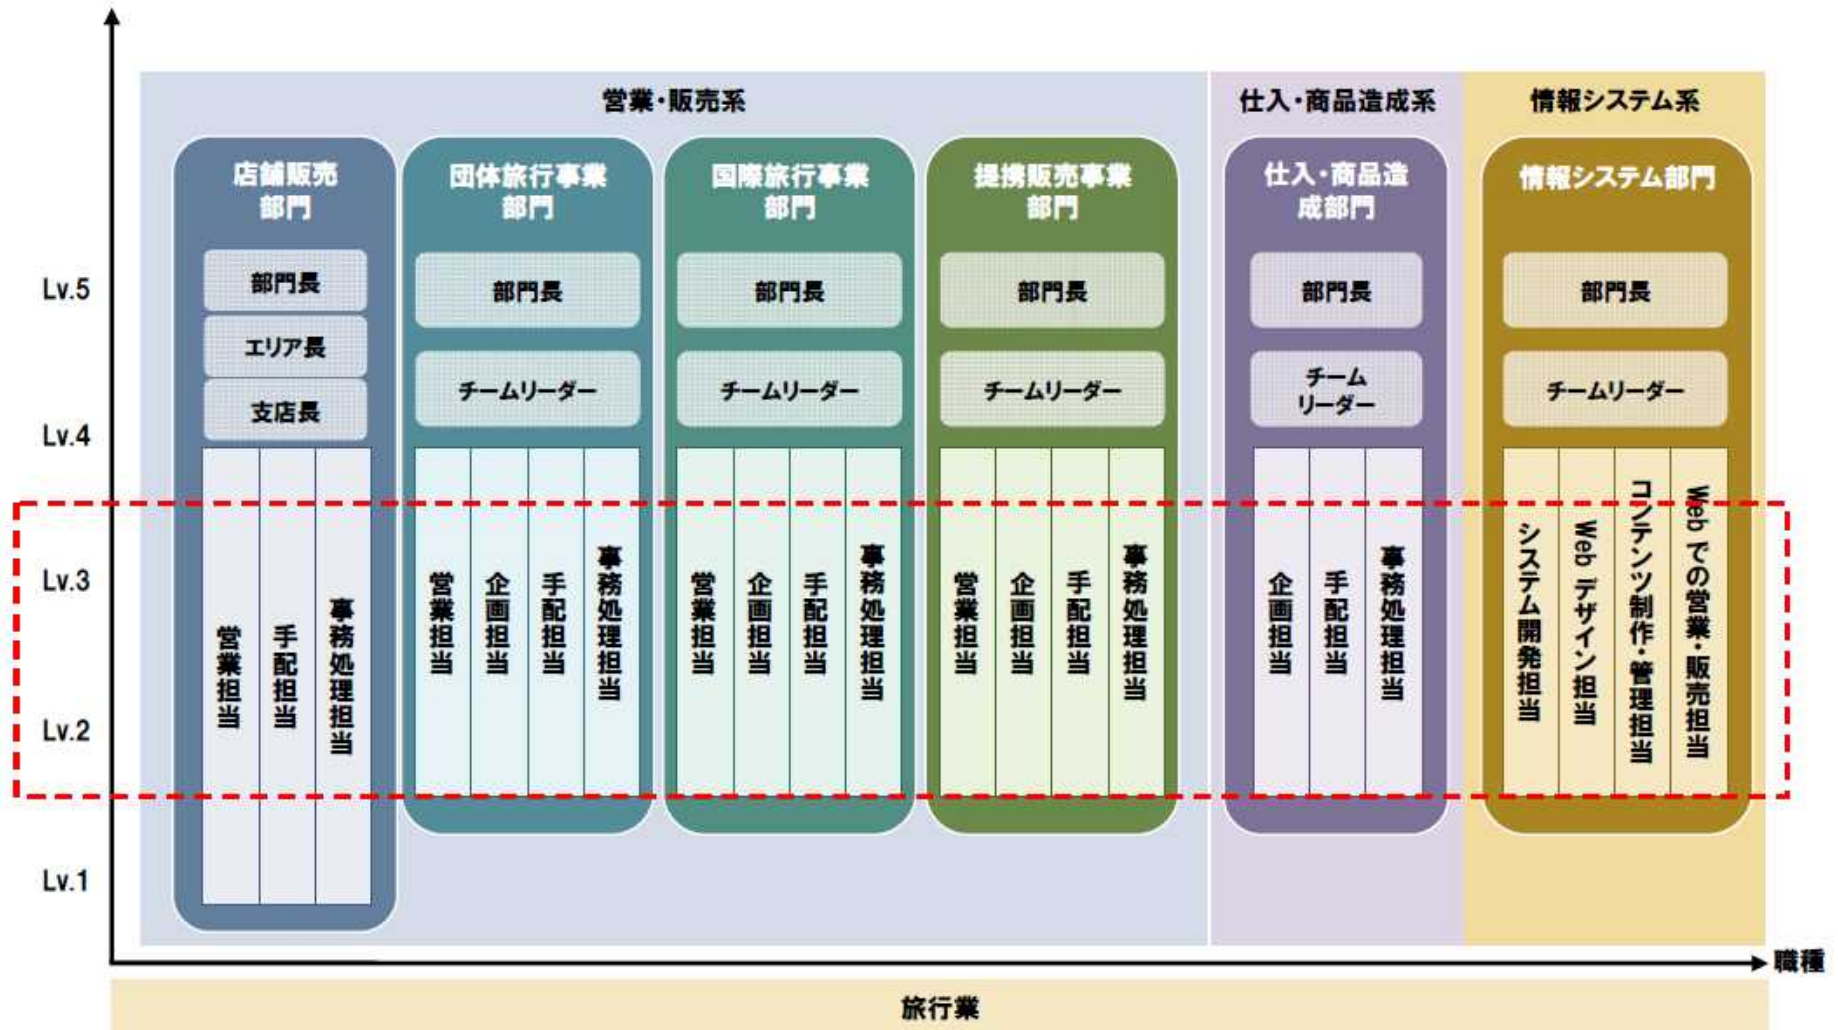 営業・販売系
仕入・商品造成系
情報システム系
店舗販売
部門
団体旅行事業
部門
国際旅行事業
部門
提携販売事業
部門
仕入・商品造
成部門
情報システム部門
Lv.5
部門長
エリア長
支店長
部門長
チームリーダー
部門長
チームリーダー
部門長
チームリーダー
部門長
チーム
リーダー
部門長
チームリーダー
Lv.4
Lv.3
Lv.2
Lv.1
営業担当
手配担当
事務処理担当
営業担当
企画担当
手配担当
事務処理担当
営業担当
企画担当
手配担当
事務処理担当
営業担当
企画担当
手配担当
事務処理担当
企画担当
手配担当
事務処理担当
システム開発担当
Web デザイン担当
コンテンツ制作・管理担当
Web での営業・販売担当
職種
旅行業